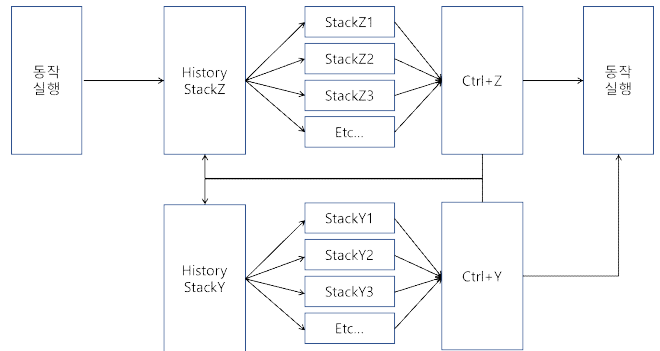 동작
실행
History
StackZ
StackZ1
StackZ2
StackZ3
Etc...
Ctrl+Z
동작
실행
History
StackY
StackY1
StackY2
StackY3
Etc...
Ctrl+Y